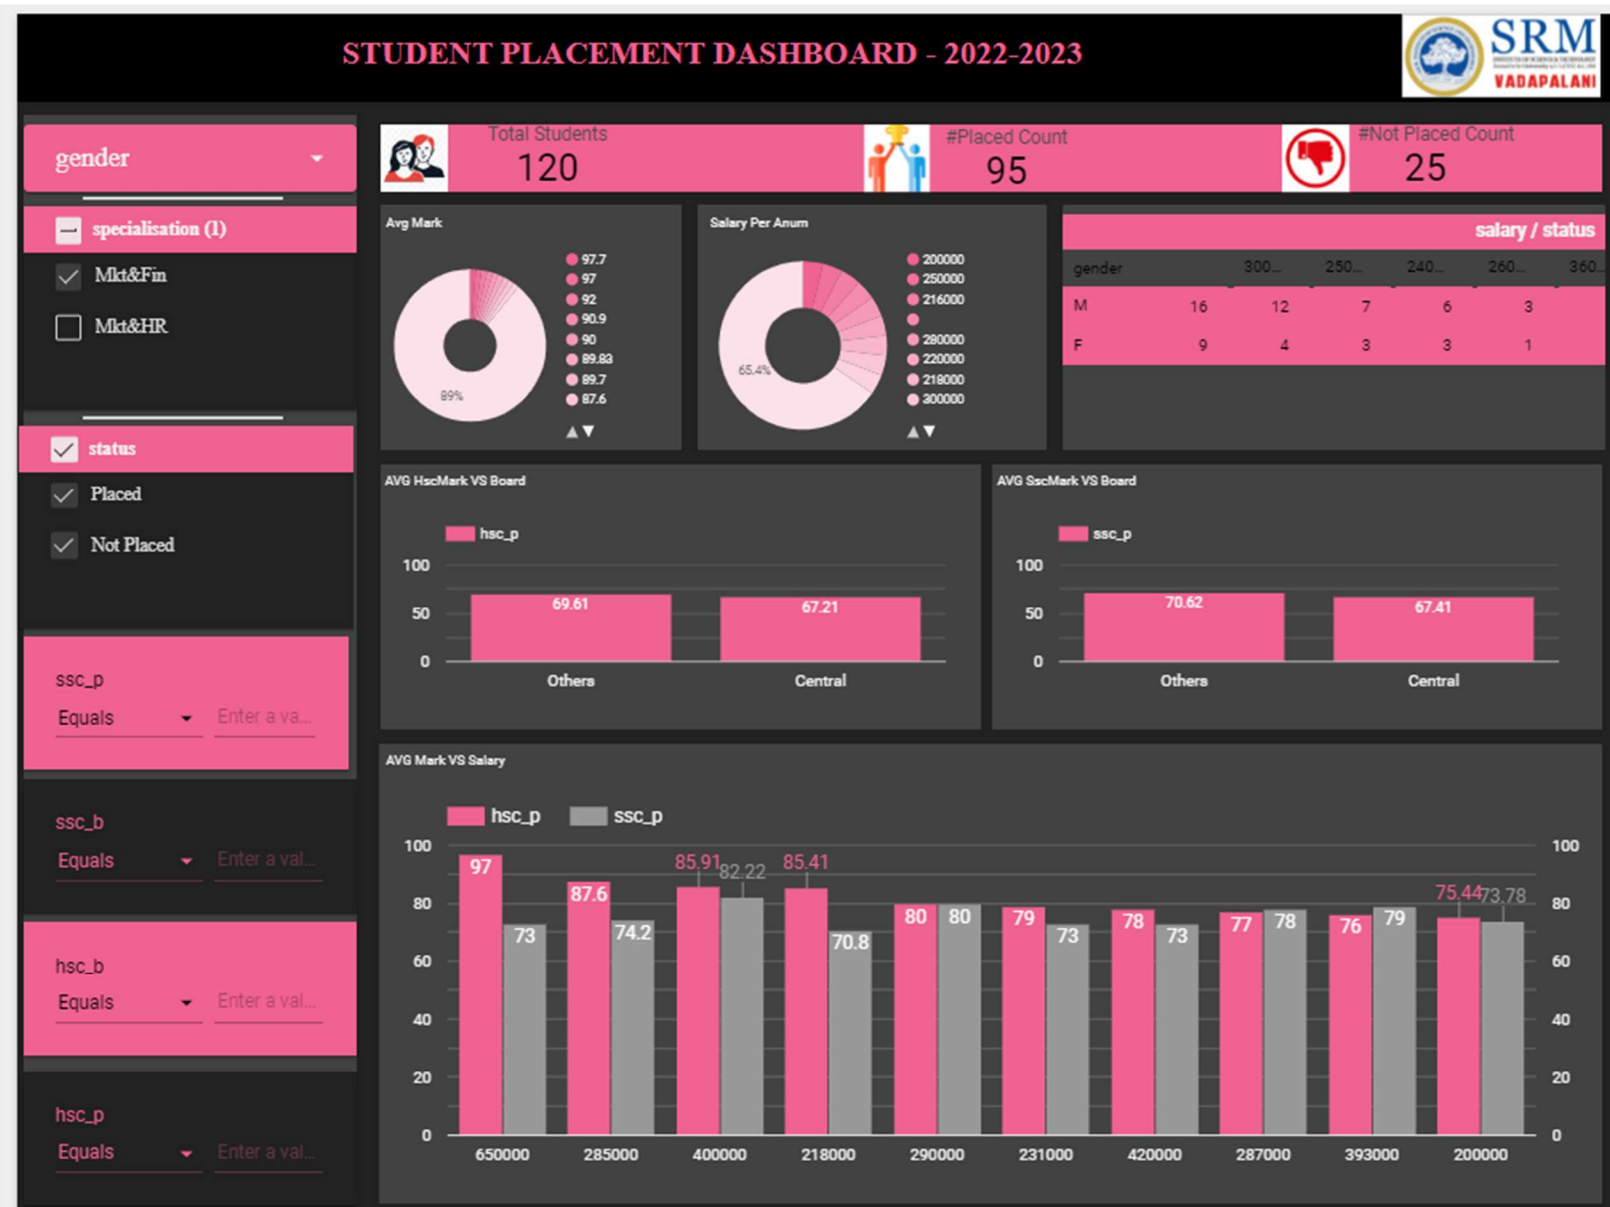 STUDENT PLACEMENT DASHBOARD - 2022-2023
SRM
VADAPALANI
gender
specialisation (1)
Mkt&Fin
Mkt&HR
status
Placed
Not Placed
ssc_p
Equals Enter a va...
ssc_b
Equals Enter a val...
hsc_b
Equals Enter a val...
hsc_p
Equals Enter a val...
Total Students
120
#Placed Count
95
#Not Placed Count
25
Avg Mark
89%
97.7
97
92
90.9
90
89.83
89.7
87.6
Salary Per Anum
65.4%
200000
250000
216000
280000
220000
218000
300000
salary / status
gender 300... 250... 240... 260... 360...
M 16 12 7 6 3
F 9 4 3 3 1
AVG HscMark VS Board
hsc_p
100
50
0
69.61 67.21
Others Central
AVG SscMark VS Board
ssc_p
100
50
0
70.62 67.41
Others Central
AVG Mark VS Salary
hsc_p ssc_p
100
80
60
40
20
0
97 73 87.6 74.2 85.91 82.22 85.41 70.8 80 80 79 73 78 73 77 78 76 79 75.44 73.78
100
80
60
40
20
0
650000 285000 400000 218000 290000 231000 420000 287000 393000 200000